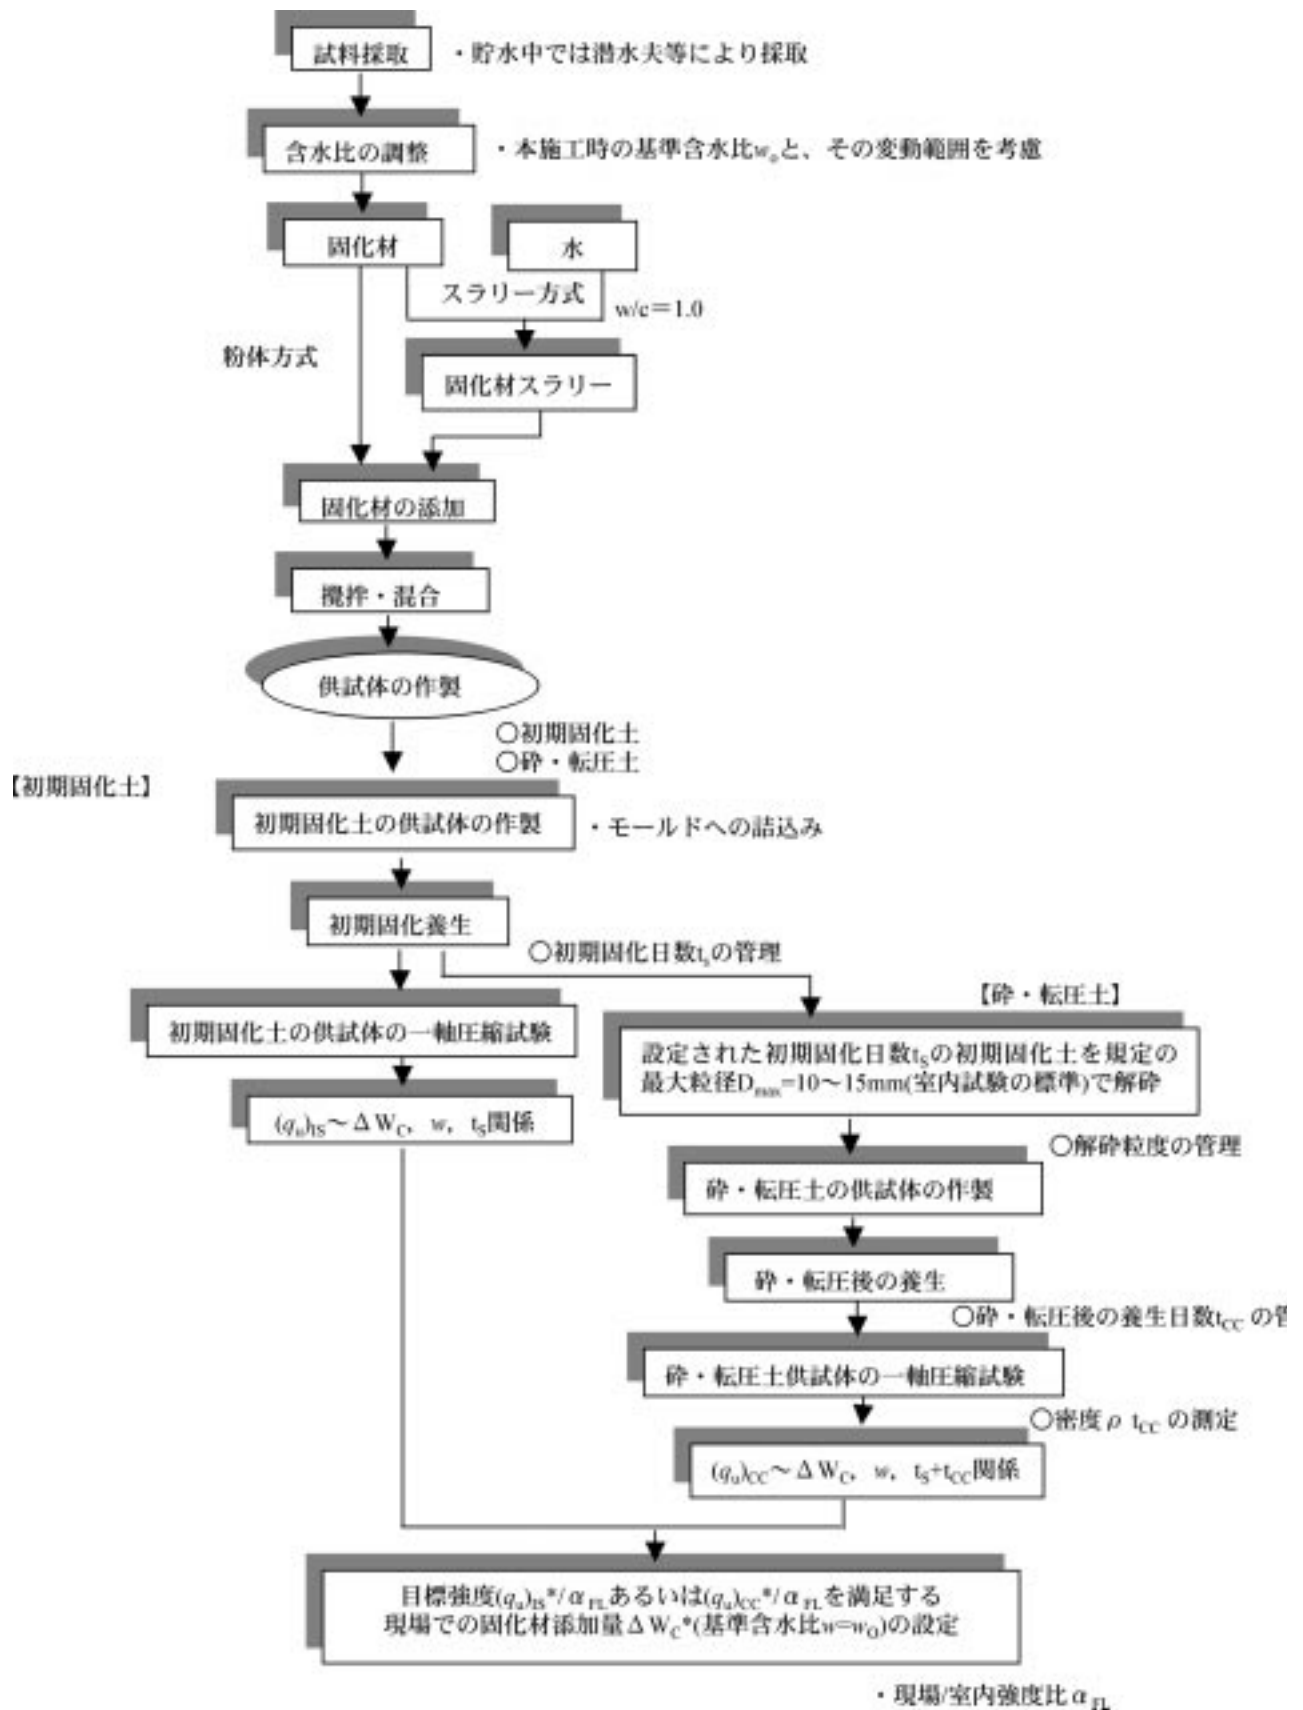 試料採取
・貯水中では潜水夫等により採取
含水比の調整
・本施工時の基準含水比w₀と、その変動範囲を考慮
固化材
水
スラリー方式
w/c＝1.0
粉体方式
固化材スラリー
固化材の添加
攪拌・混合
供試体の作製
○初期固化土
○砕・転圧土
【初期固化土】
初期固化土の供試体の作製
・モールドへの詰込み
初期固化養生
○初期固化日数tsの管理
【砕・転圧土】
初期固化土の供試体の一軸圧縮試験
設定された初期固化日数tSの初期固化土を規定の
最大粒径Dmax=10～15mm(室内試験の標準)で解砕
(qu)IS～ΔWC, w, tS関係
○解砕粒度の管理
砕・転圧土の供試体の作製
砕・転圧後の養生
○砕・転圧後の養生日数tCC の管
砕・転圧土供試体の一軸圧縮試験
○密度ρ tCC の測定
(qu)CC～ΔWC, w, tS+tCC関係
目標強度(qu)IS*/αFLあるいは(qu)CC*/αFLを満足する
現場での固化材添加量ΔWC*(基準含水比w=wO)の設定
・現場/室内強度比αFL